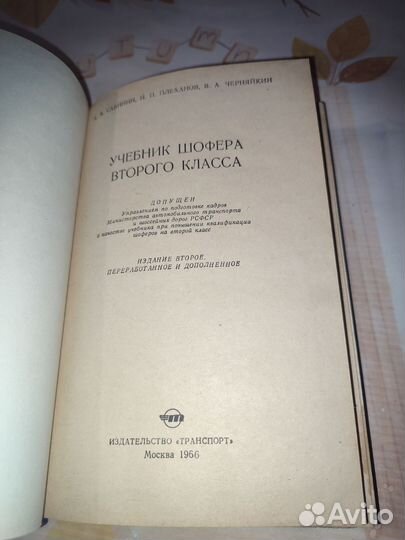 А. А. САБИНИН, И. П. ПЛЕХАНОВ, В. А. ЧЕРНЯЙКИН
УЧЕБНИК ШОФЕРА
ВТОРОГО КЛАССА
ДОПУЩЕН
Управлением по подготовке кадров
Министерства автомобильного транспорта
и шоссейных дорог РСФСР
в качестве учебника при повышении квалификации
шоферов на второй класс
ИЗДАНИЕ ВТОРОЕ,
ПЕРЕРАБОТАННОЕ И ДОПОЛНЕННОЕ
ИЗДАТЕЛЬСТВО «ТРАНСПОРТ»
Москва 1966
Avito